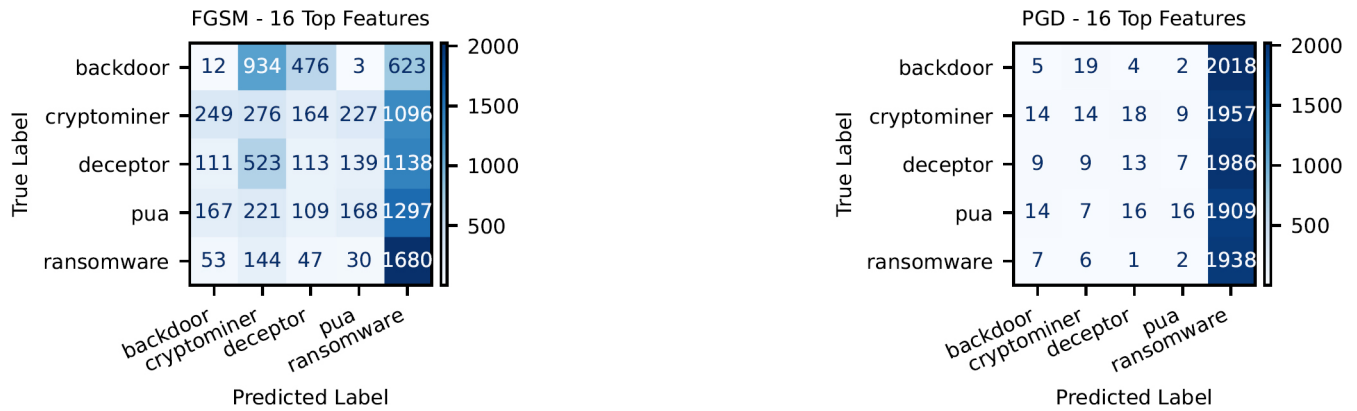 FGSM - 16 Top Features
True Label
backdoor 12 934 476 3 623
cryptominer 249 276 164 227 1096
deceptor 111 523 113 139 1138
pua 167 221 109 168 1297
ransomware 53 144 47 30 1680
2000
1500
1000
500
backdoor
cryptominer
deceptor
pua
ransomware
Predicted Label
PGD - 16 Top Features
True Label
backdoor 5 19 4 2 2018
cryptominer 14 14 18 9 1957
deceptor 9 9 13 7 1986
pua 14 7 16 16 1909
ransomware 7 6 1 2 1938
2000
1500
1000
500
backdoor
cryptominer
deceptor
pua
ransomware
Predicted Label